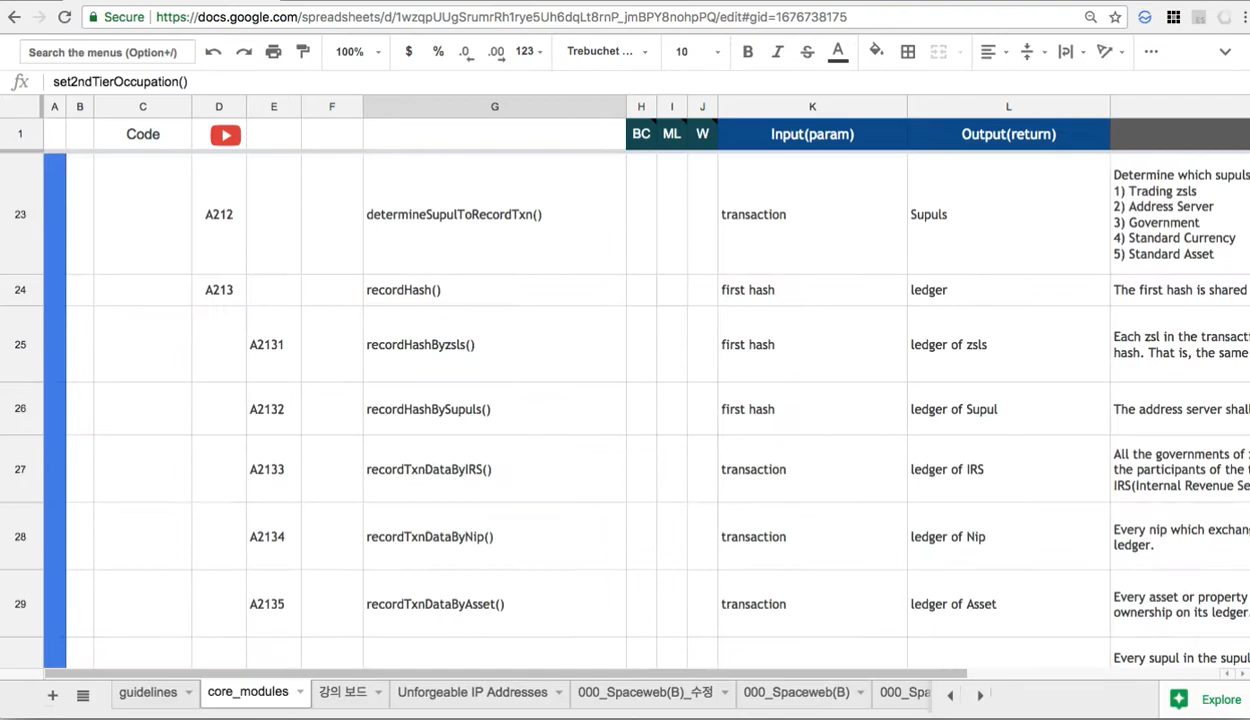 Secure https://docs.google.com/spreadsheets/d/1wzqpUUgSrumrRh1rye5Uh6dqLt8rnP_jmBPY8nohpPQ/edit#gid=1676738175
Search the menus (Option+/) 100% $ % .0 .00 123 Trebuchet ... 10 B I S A
fx set2ndTierOccupation()
A B C D E F G H I J K L
1 Code BC ML W Input(param) Output(return)
23 A212 determineSupulToRecordTxn() transaction Supuls
Determine which supuls
1) Trading zsls
2) Address Server
3) Government
4) Standard Currency
5) Standard Asset
24 A213 recordHash() first hash ledger The first hash is shared
25 A2131 recordHashByzsls() first hash ledger of zsls
Each zsl in the transacti
hash. That is, the same
26 A2132 recordHashBySupuls() first hash ledger of Supul The address server shal
27 A2133 recordTxnDataByIRS() transaction ledger of IRS
All the governments of
the participants of the t
IRS(Internal Revenue Se
28 A2134 recordTxnDataByNip() transaction ledger of Nip
Every nip which exchan
ledger.
29 A2135 recordTxnDataByAsset() transaction ledger of Asset
Every asset or property
ownership on its ledger.
Every supul in the supul
guidelines core_modules 강의 보드 Unforgeable IP Addresses 000_Spaceweb(B)_수정 000_Spaceweb(B) 000_Spa Explore